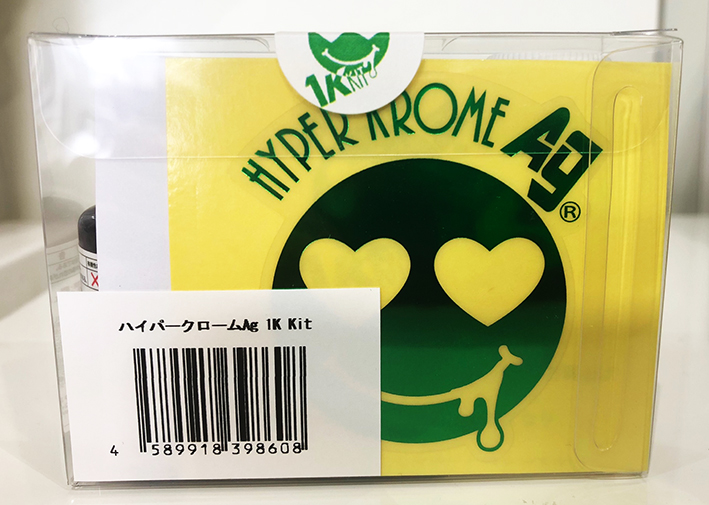 1K
KIT
HYPER KROME Ag®
ハイパークロームAg 1K Kit
4 589918 398608